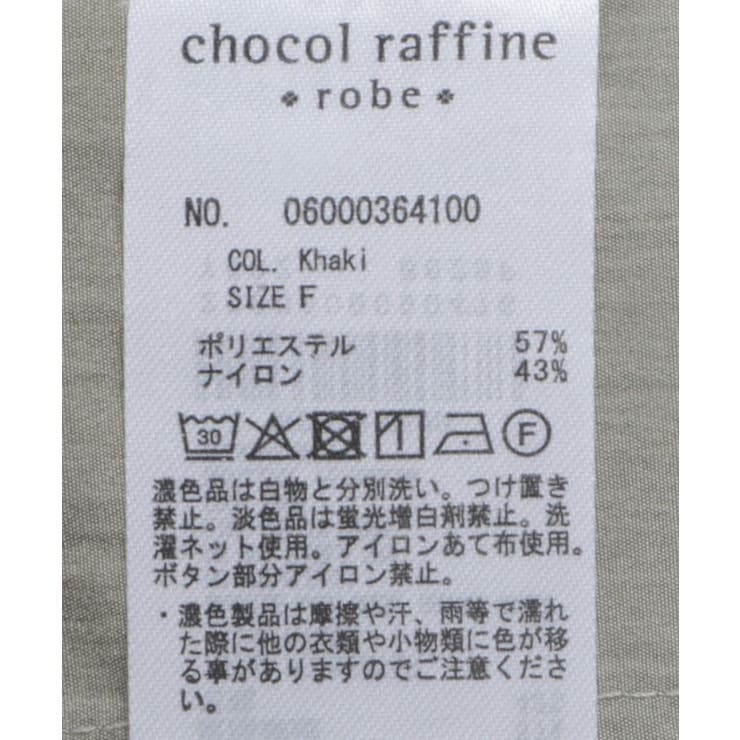 chocol raffine
robe
NO. 06000364100
COL. Khaki
SIZE F
ポリエステル 57%
ナイロン 43%
30 F
濃色品は白物と分別洗い。つけ置き
禁止。淡色品は蛍光増白剤禁止。洗
濯ネット使用。アイロンあて布使用。
ボタン部分アイロン禁止。
・濃色製品は摩擦や汗、雨等で濡れ
た際に他の衣類や小物類に色が移
る事がありますのでご注意くださ
い。